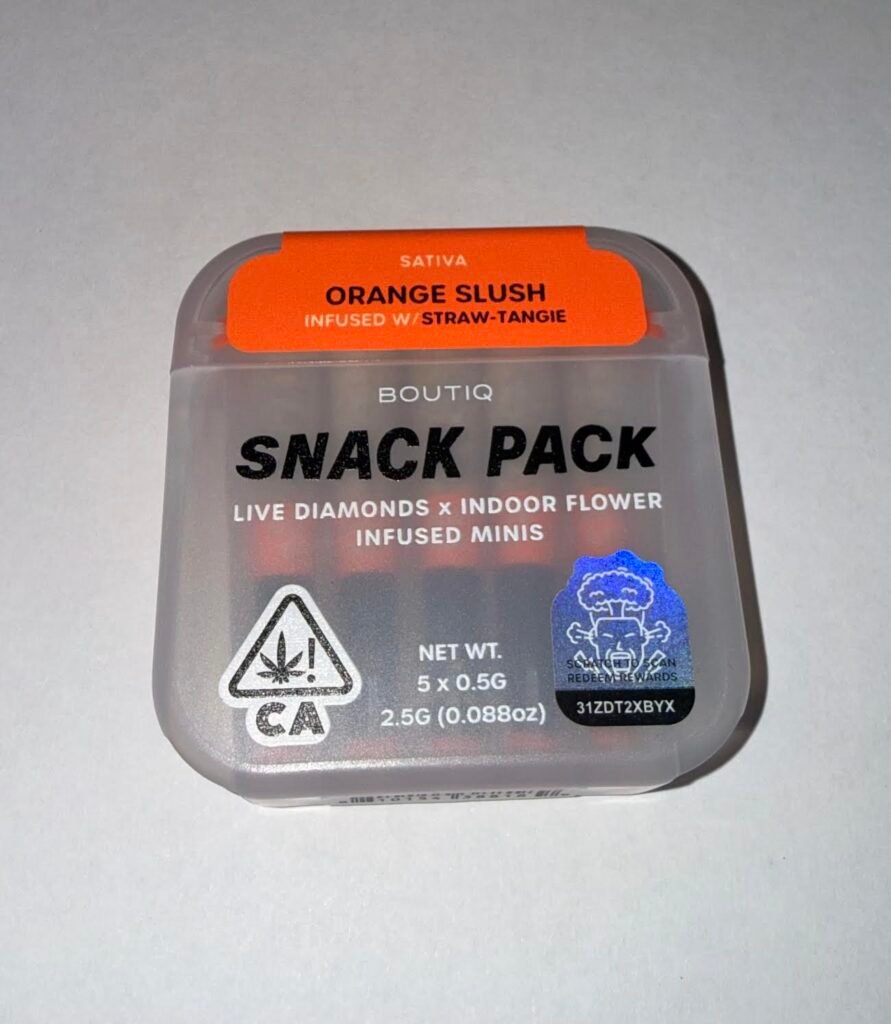 SATIVA
ORANGE SLUSH
INFUSED W/STRAW-TANGIE
BOUTIQ
SNACK PACK
LIVE DIAMONDS x INDOOR FLOWER
INFUSED MINIS
CA
NET WT.
5 x 0.5G
2.5G (0.088oz)
SCRATCH TO SCAN
REDEEM REWARDS
31ZDT2XBYX